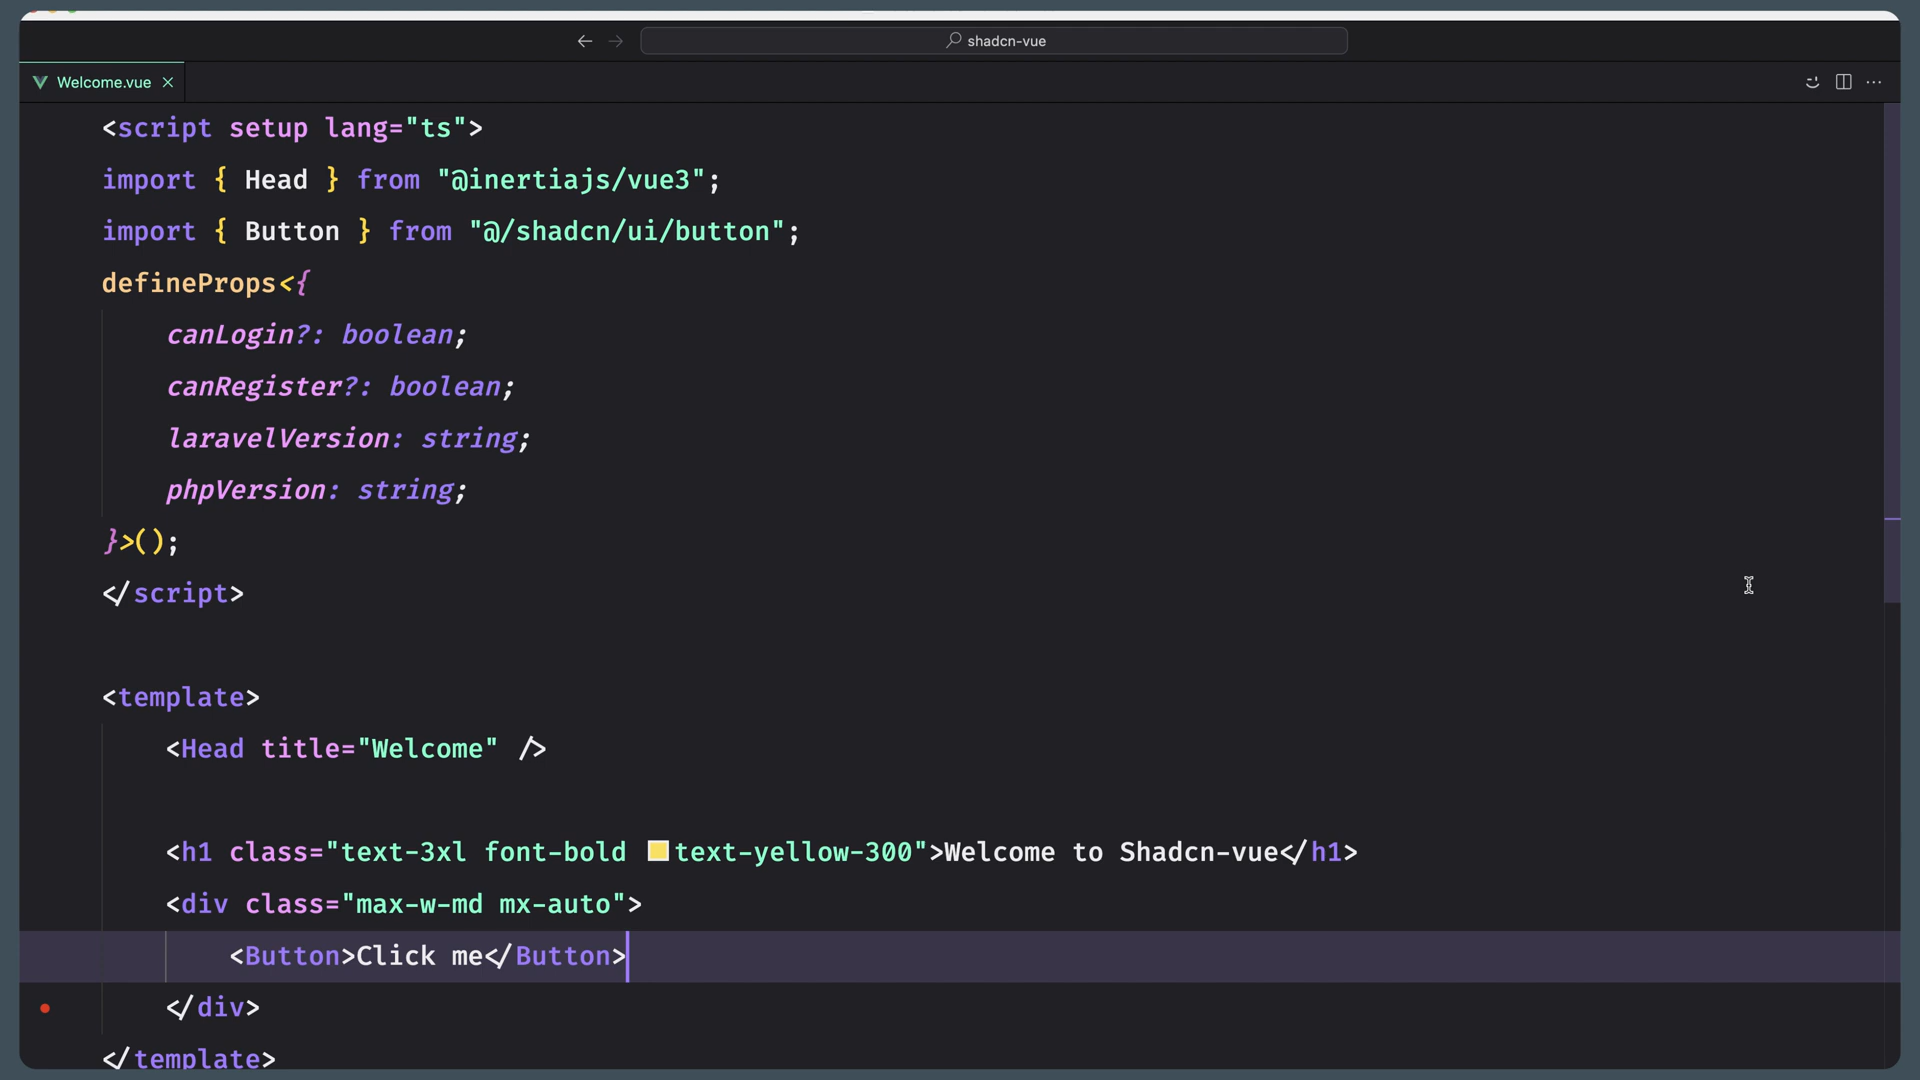 shadcn-vue
Welcome.vue
<script setup lang="ts">
import { Head } from "@inertiajs/vue3";
import { Button } from "@/shadcn/ui/button";
defineProps<{
    canLogin?: boolean;
    canRegister?: boolean;
    laravelVersion: string;
    phpVersion: string;
}>();
</script>
<template>
    <Head title="Welcome" />
    <h1 class="text-3xl font-bold text-yellow-300">Welcome to Shadcn-vue</h1>
    <div class="max-w-md mx-auto">
        <Button>Click me</Button>
    </div>
</template>